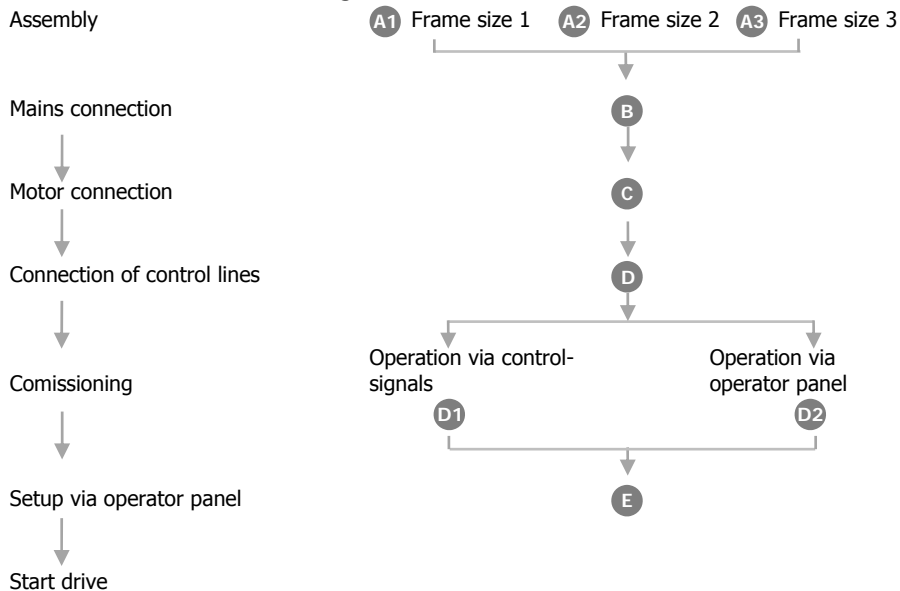 Assembly
A1 Frame size 1 A2 Frame size 2 A3 Frame size 3
Mains connection
B
Motor connection
C
Connection of control lines
D
Operation via control-
signals
D1
Operation via
operator panel
D2
Comissioning
Setup via operator panel
E
Start drive